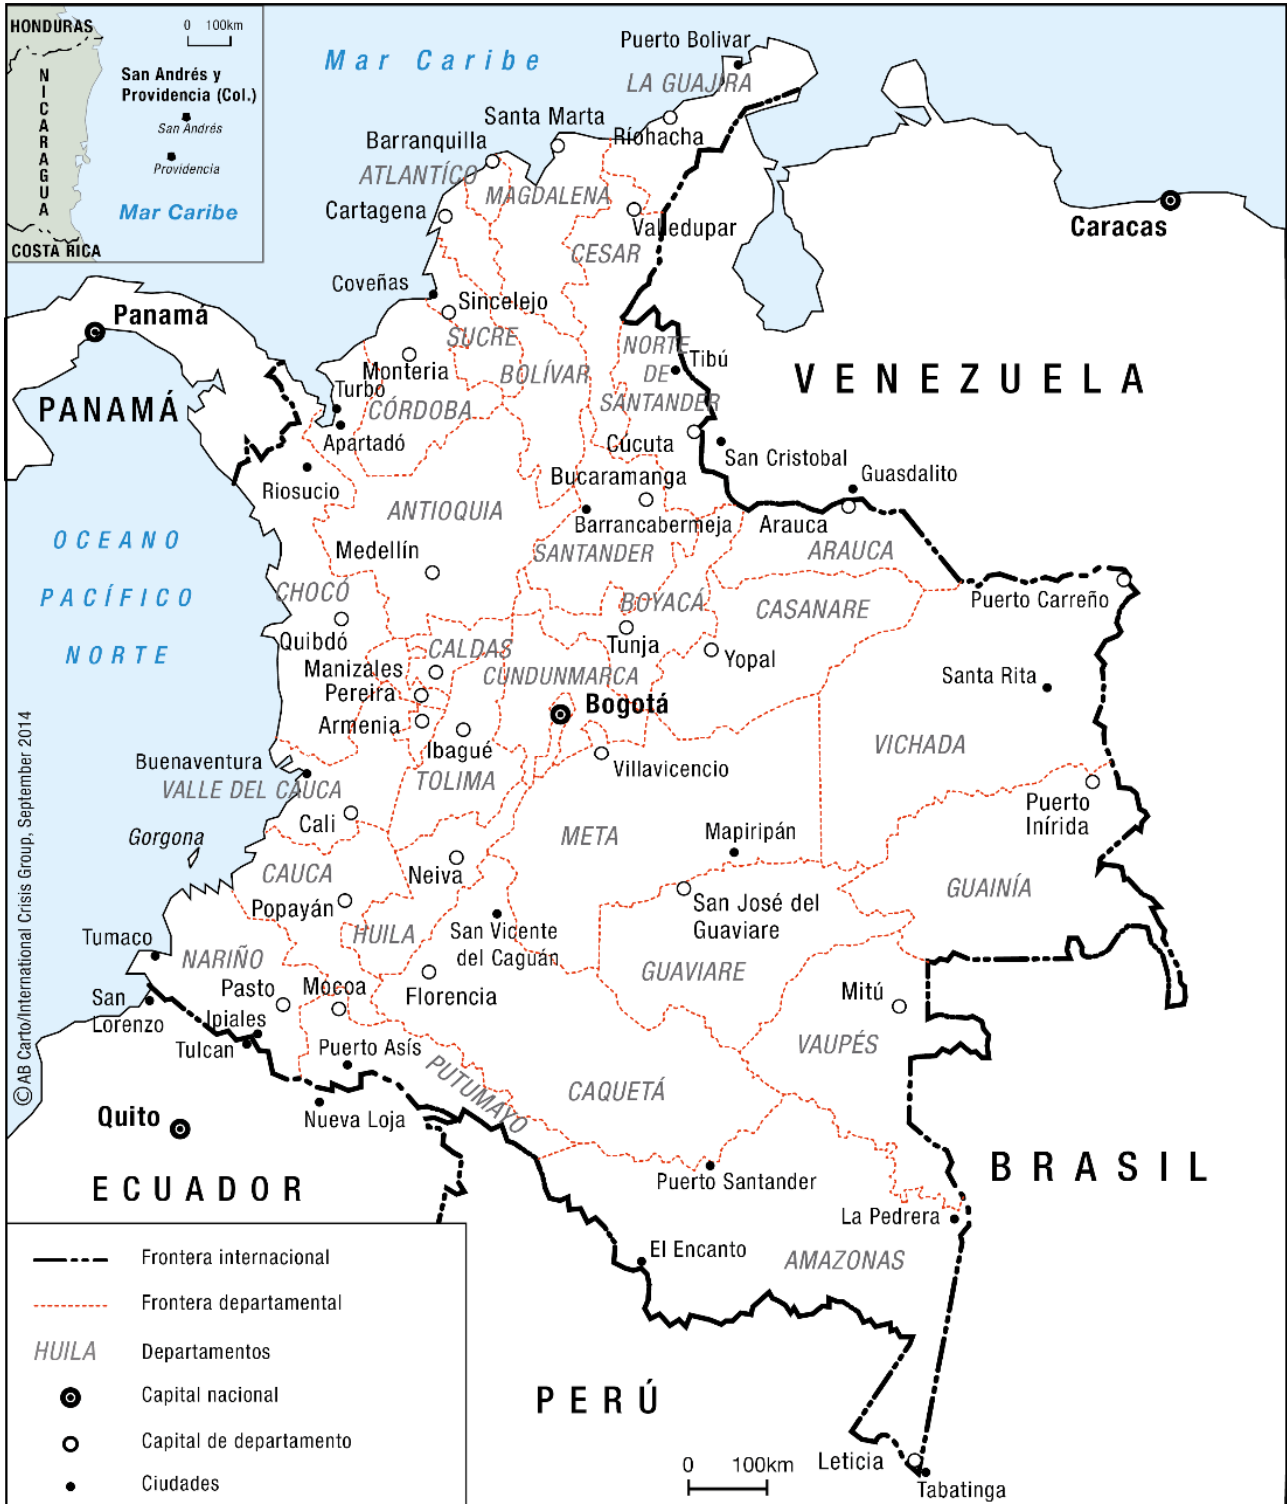 HONDURAS
0 100km
NICARAGUA
San Andrés y
Providencia (Col.)
San Andrés
Providencia
Mar Caribe
COSTA RICA
Mar Caribe
Puerto Bolivar
LA GUAJIRA
Santa Marta
Ríohacha
Barranquilla
ATLANTÍCO
MAGDALENA
Cartagena
Valledupar
Caracas
CESAR
Coveñas
Sincelejo
Panamá
SUCRE
NORTE
DE
SANTANDER
Tibú
Monteria
BOLÍVAR
VENEZUELA
PANAMÁ
Turbo
CÓRDOBA
Apartadó
Cúcuta
San Cristobal
Riosucio
Bucaramanga
Guasdalito
ANTIOQUIA
Barrancabermeja
Arauca
OCEANO
PACÍFICO
NORTE
Medellín
SANTANDER
ARAUCA
CHOCÓ
BOYACÁ
CASANARE
Puerto Carreño
Quibdó
CALDAS
Tunja
Yopal
Manizales
CUNDUNMARCA
Santa Rita
Pereira
Bogotá
Armenia
Ibagué
VICHADA
Buenaventura
Villavicencio
VALLE DEL CAUCA
TOLIMA
Puerto
Inírida
Cali
META
Mapiripán
Gorgona
CAUCA
Neiva
GUAINÍA
Popayán
San José del
Guaviare
HUILA
San Vicente
del Caguán
Tumaco
NARIÑO
GUAVIARE
Pasto
Mocoa
Florencia
Mitú
San
Lorenzo
Ipiales
Tulcan
Puerto Asís
VAUPÉS
PUTUMAYO
CAQUETÁ
Quito
Nueva Loja
ECUADOR
Puerto Santander
BRASIL
La Pedrera
El Encanto
AMAZONAS
PERÚ
Leticia
Tabatinga
0 100km
© AB Carto/International Crisis Group, September 2014
Frontera internacional
Frontera departamental
HUILA Departamentos
Capital nacional
Capital de departamento
Ciudades